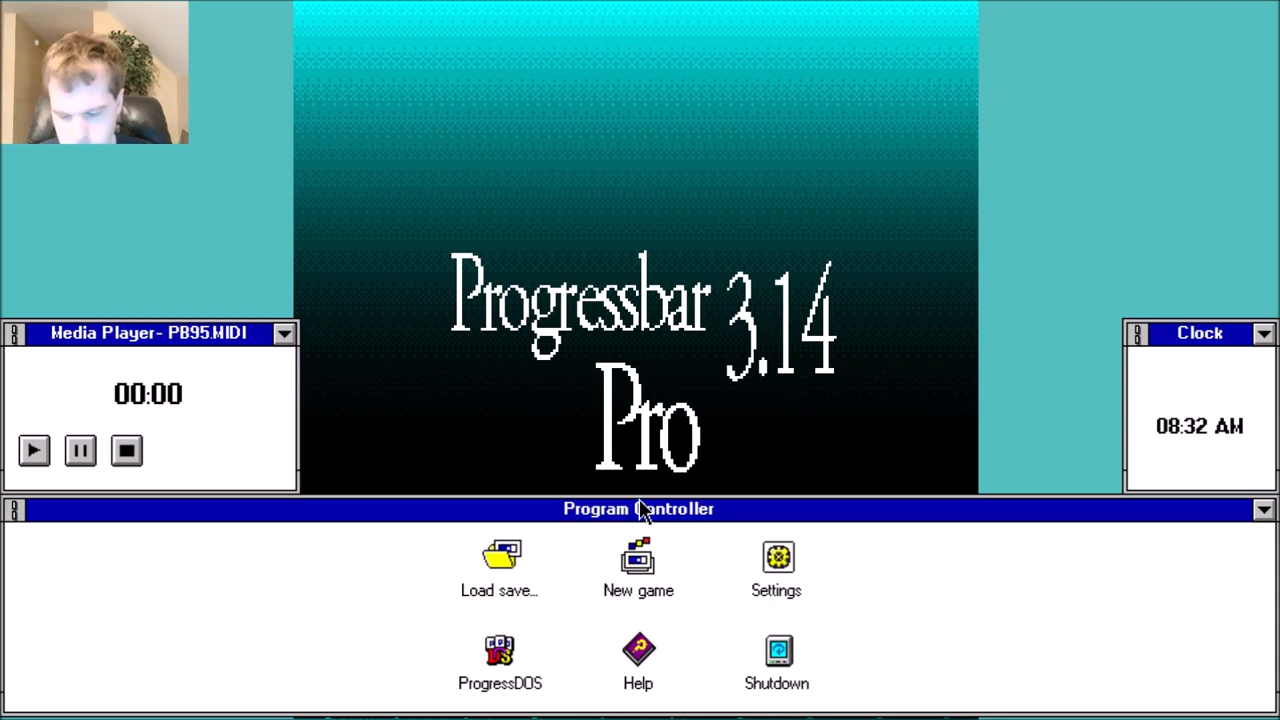 Progressbar 3.14
Pro
Media Player- PB95.MIDI
00:00
Clock
08:32 AM
Program Controller
Load save...
New game
Settings
ProgressDOS
Help
Shutdown